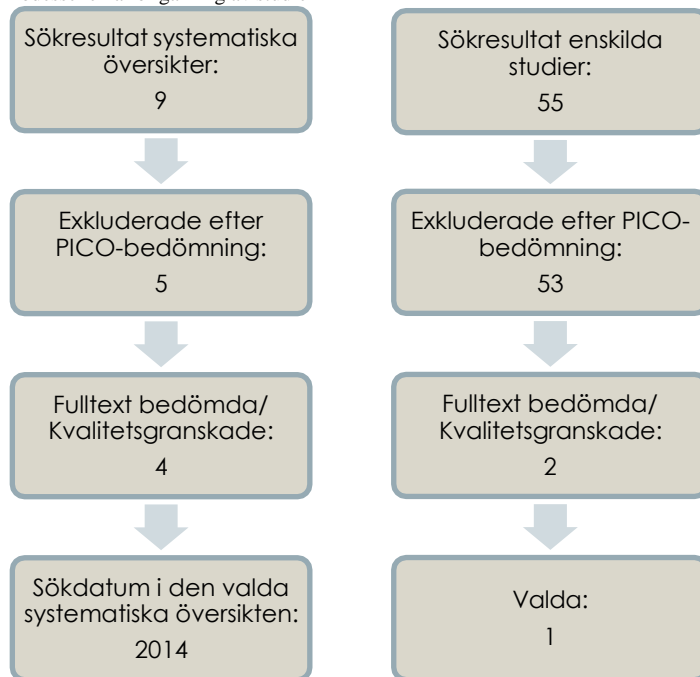 Sökresultat systematiska
översikter:
9
Exkluderade efter
PICO-bedömning:
5
Fulltext bedömda/
Kvalitetsgranskade:
4
Sökdatum i den valda
systematiska översikten:
2014
Sökresultat enskilda
studier:
55
Exkluderade efter PICO-
bedömning:
53
Fulltext bedömda/
Kvalitetsgranskade:
2
Valda:
1